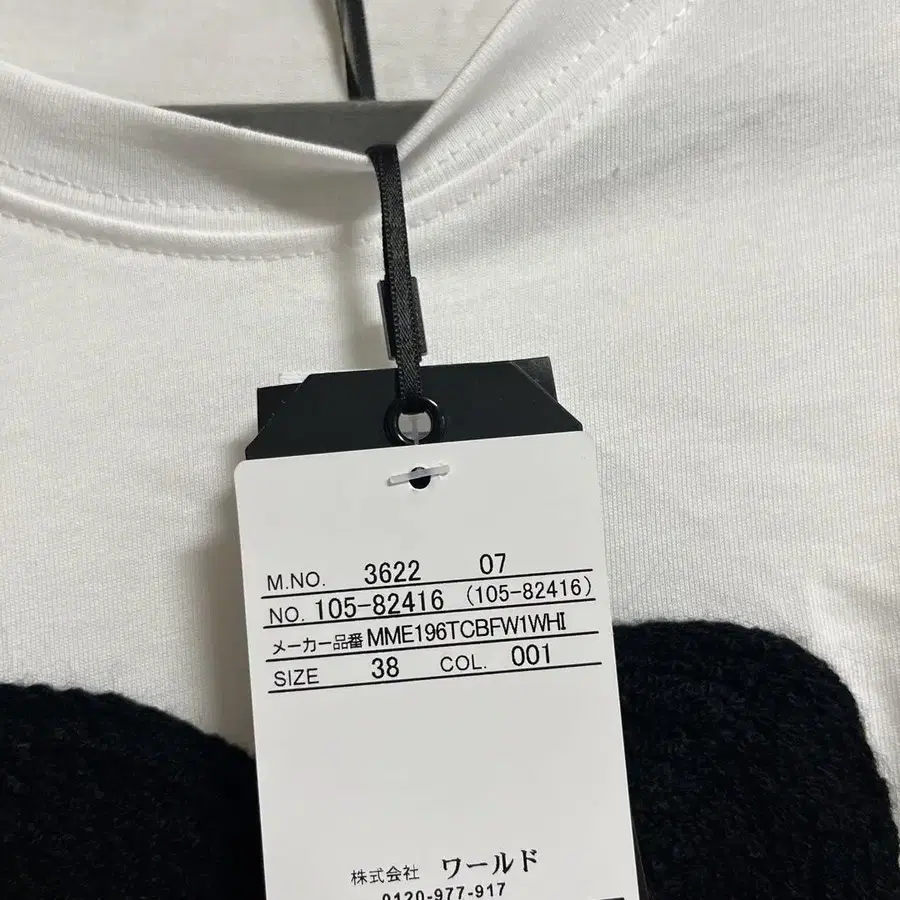 M.NO. 3622 07
NO. 105-82416 (105-82416)
メーカー品番 MME196TCBFW1WHI
SIZE 38 COL. 001
株式会社 ワールド
0120-977-917